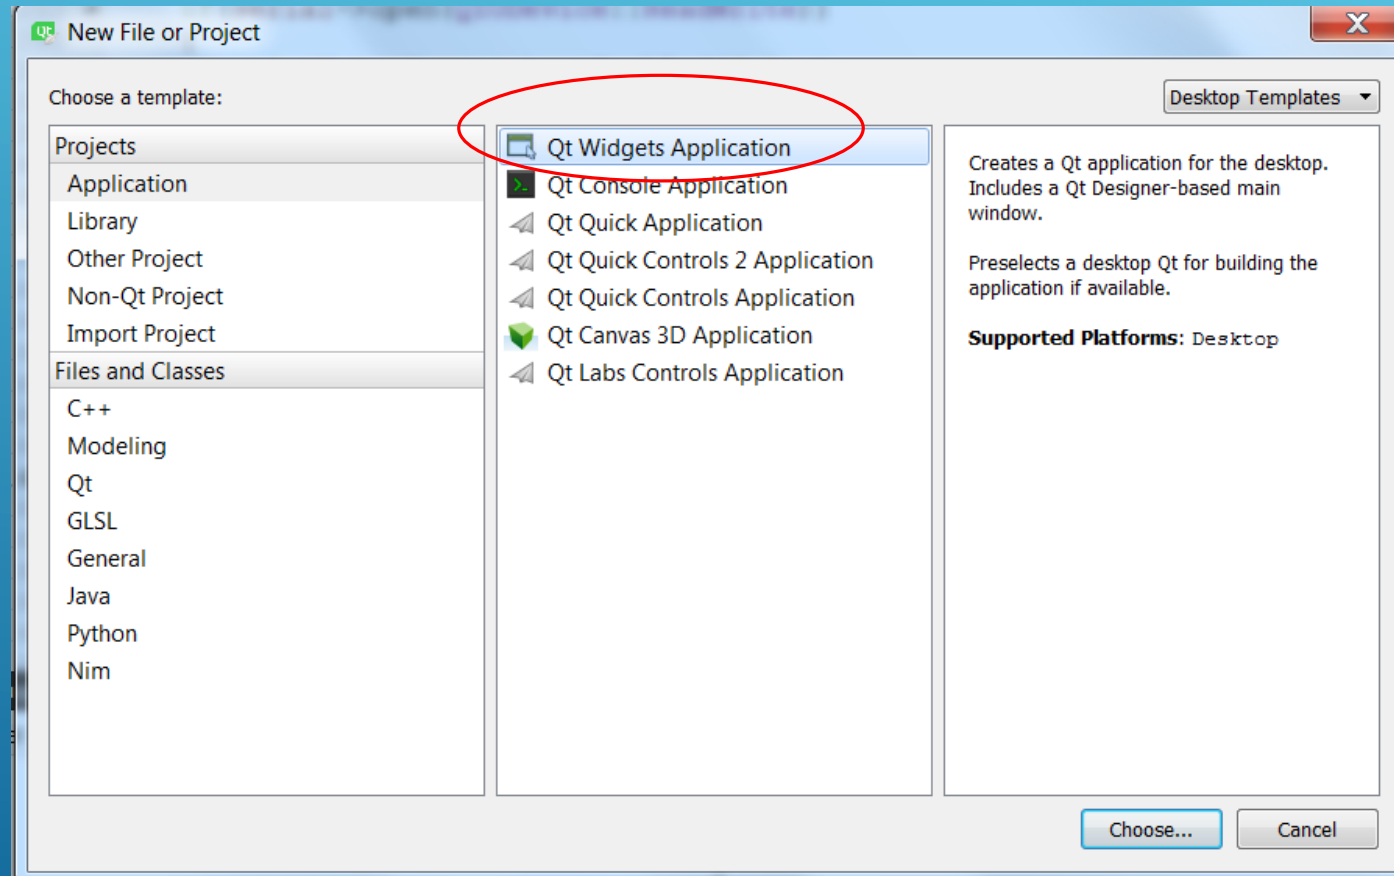 New File or Project
Choose a template:
Desktop Templates
Projects
Application
Library
Other Project
Non-Qt Project
Import Project
Files and Classes
C++
Modeling
Qt
GLSL
General
Java
Python
Nim
Qt Widgets Application
Qt Console Application
Qt Quick Application
Qt Quick Controls 2 Application
Qt Quick Controls Application
Qt Canvas 3D Application
Qt Labs Controls Application
Creates a Qt application for the desktop.
Includes a Qt Designer-based main
window.
Preselects a desktop Qt for building the
application if available.
Supported Platforms: Desktop
Choose...
Cancel